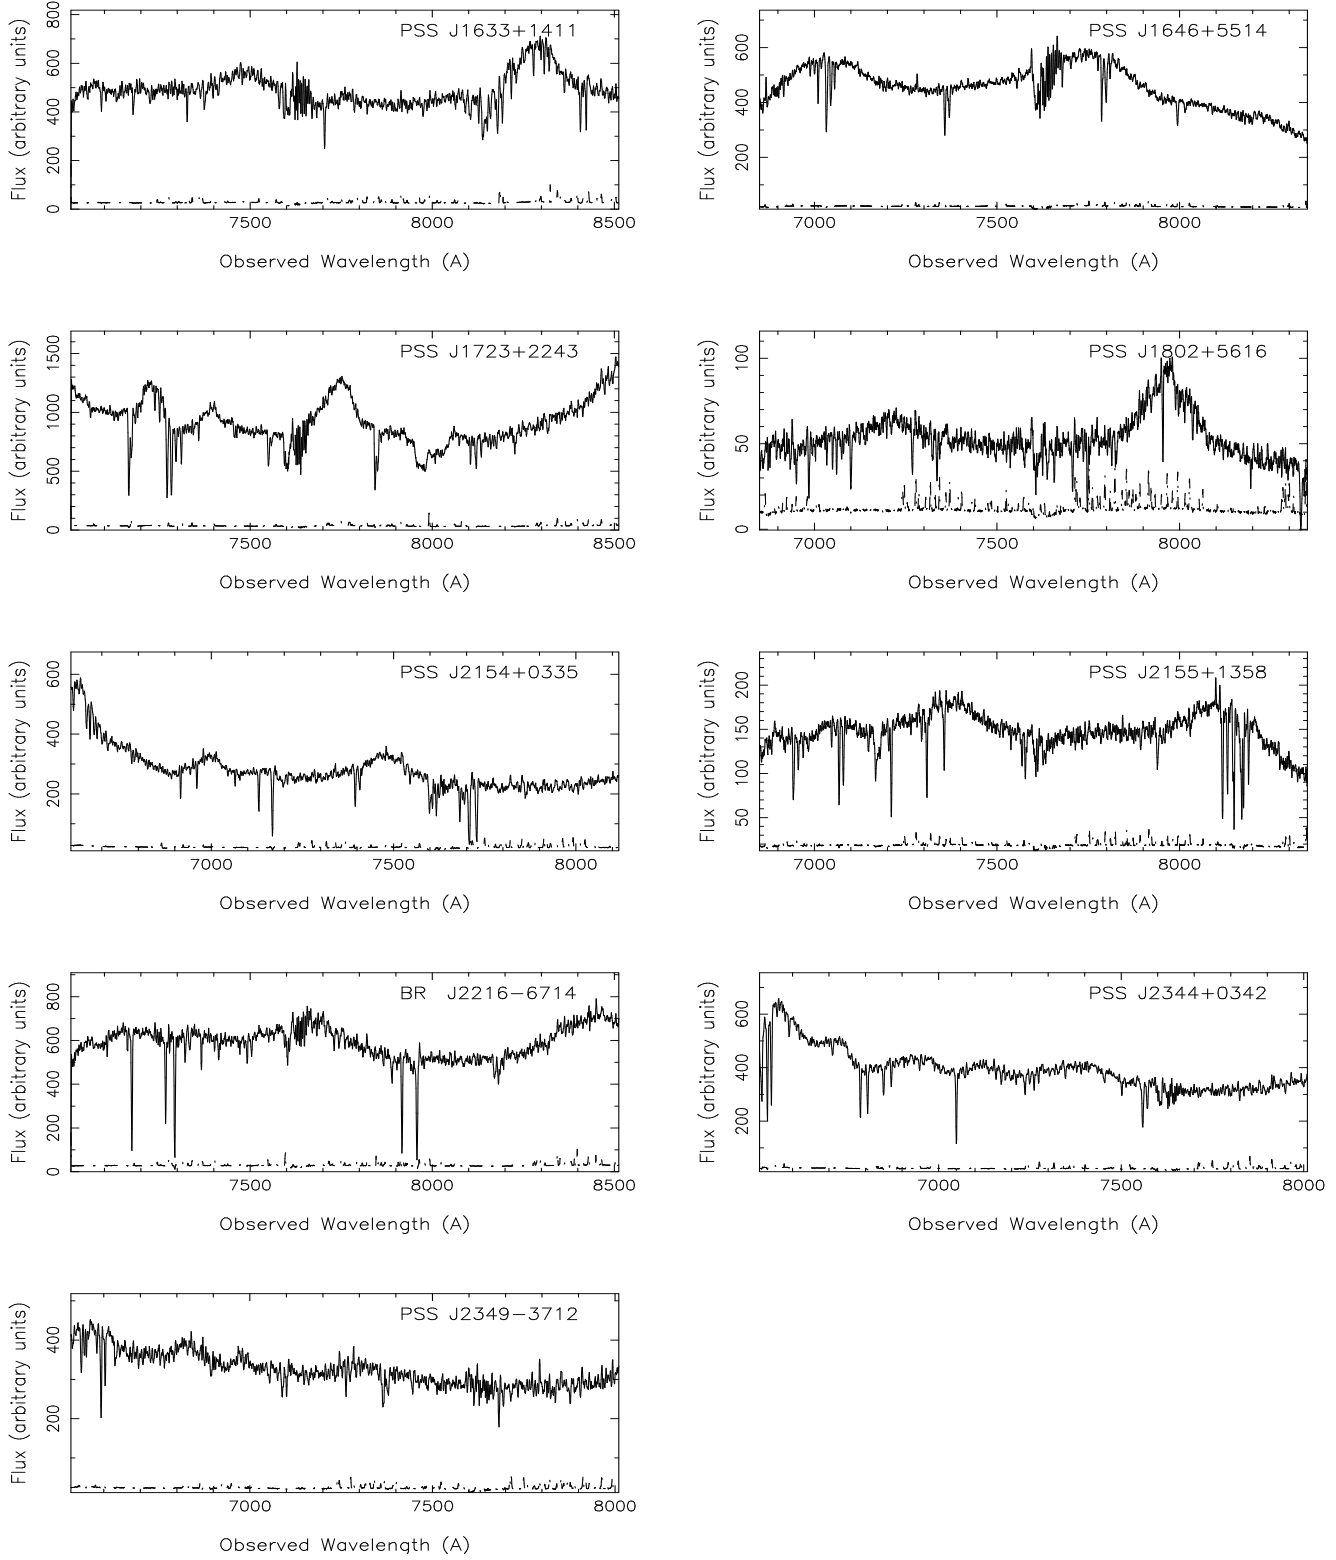 PSS J1633+1411
Flux (arbitrary units)
0 200 400 600 800
7500 8000 8500
Observed Wavelength (A)
PSS J1646+5514
Flux (arbitrary units)
200 400 600
7000 7500 8000
Observed Wavelength (A)
PSS J1723+2243
Flux (arbitrary units)
0 500 1000 1500
7500 8000 8500
Observed Wavelength (A)
PSS J1802+5616
Flux (arbitrary units)
0 50 100
7000 7500 8000
Observed Wavelength (A)
PSS J2154+0335
Flux (arbitrary units)
200 400 600
7000 7500 8000
Observed Wavelength (A)
PSS J2155+1358
Flux (arbitrary units)
50 100 150 200
7000 7500 8000
Observed Wavelength (A)
BR J2216−6714
Flux (arbitrary units)
0 200 400 600 800
7500 8000 8500
Observed Wavelength (A)
PSS J2344+0342
Flux (arbitrary units)
200 400 600
7000 7500 8000
Observed Wavelength (A)
PSS J2349−3712
Flux (arbitrary units)
200 400
7000 7500 8000
Observed Wavelength (A)